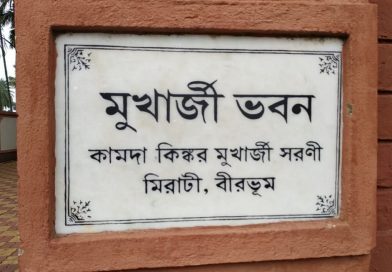 মুখার্জী ভবন
কামদা কিঙ্কর মুখার্জী সরণী
মিরাটী, বীরভূম